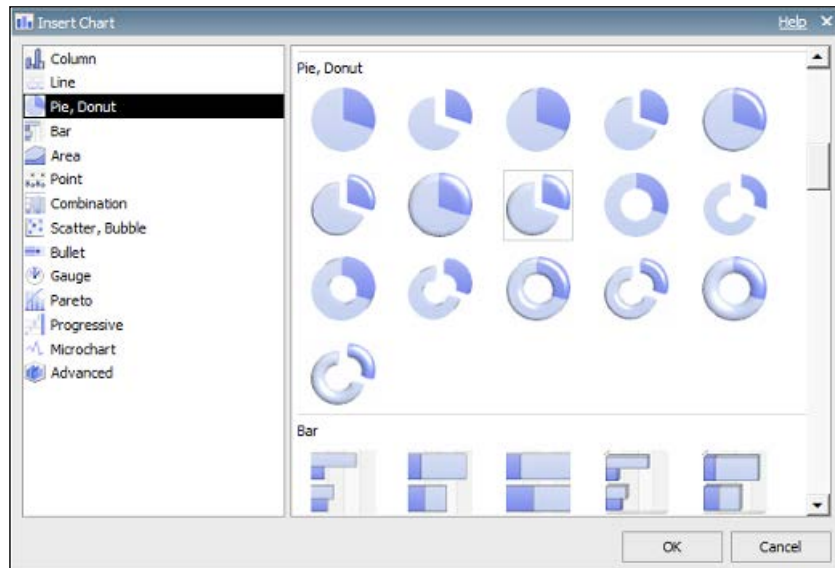 Insert Chart
Help
Column
Line
Pie, Donut
Bar
Area
Point
Combination
Scatter, Bubble
Bullet
Gauge
Pareto
Progressive
Microchart
Advanced
Pie, Donut
Bar
OK
Cancel